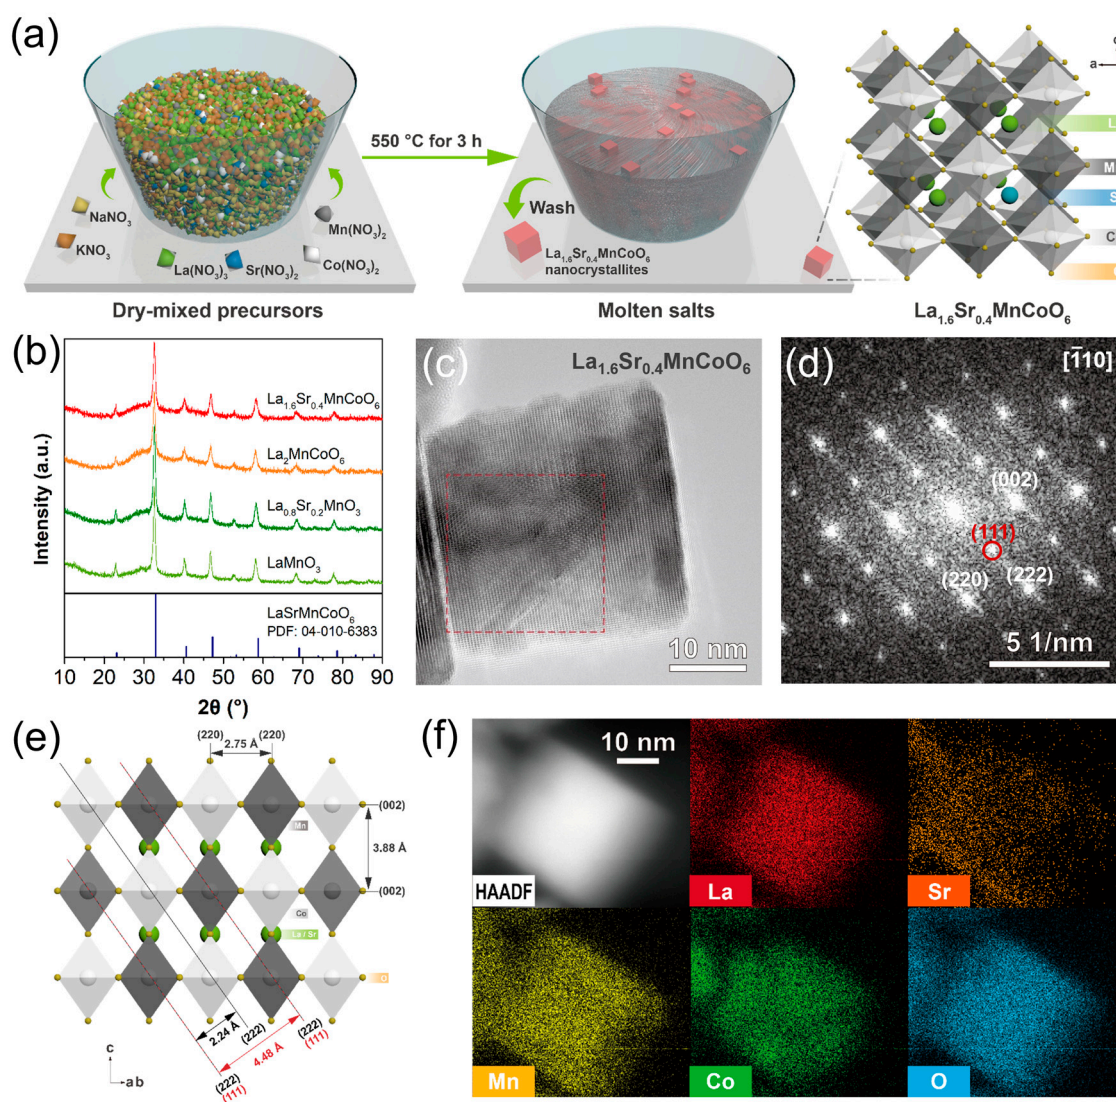 (a)
550 °C for 3 h
Wash
NaNO₃
KNO₃
La(NO₃)₃
Sr(NO₃)₂
Mn(NO₃)₂
Co(NO₃)₂
La₁.₆Sr₀.₄MnCoO₆
nanocrystallites
a
Dry-mixed precursors
Molten salts
La₁.₆Sr₀.₄MnCoO₆
(b)
Intensity (a.u.)
La₁.₆Sr₀.₄MnCoO₆
La₂MnCoO₆
La₀.₈Sr₀.₂MnO₃
LaMnO₃
LaSrMnCoO₆
PDF: 04-010-6383
10 20 30 40 50 60 70 80 90
2θ (°)
(c)
La₁.₆Sr₀.₄MnCoO₆
10 nm
(d)
[1̅10]
(002)
(111)
(220)
(222)
5 1/nm
(e)
(220) (220)
2.75 Å
(002)
Mn
3.88 Å
(002)
Co
La / Sr
O
2.24 Å
(222)
(222)
(111)
4.48 Å
(222)
(111)
c
ab
(f)
10 nm
HAADF
La
Sr
Mn
Co
O